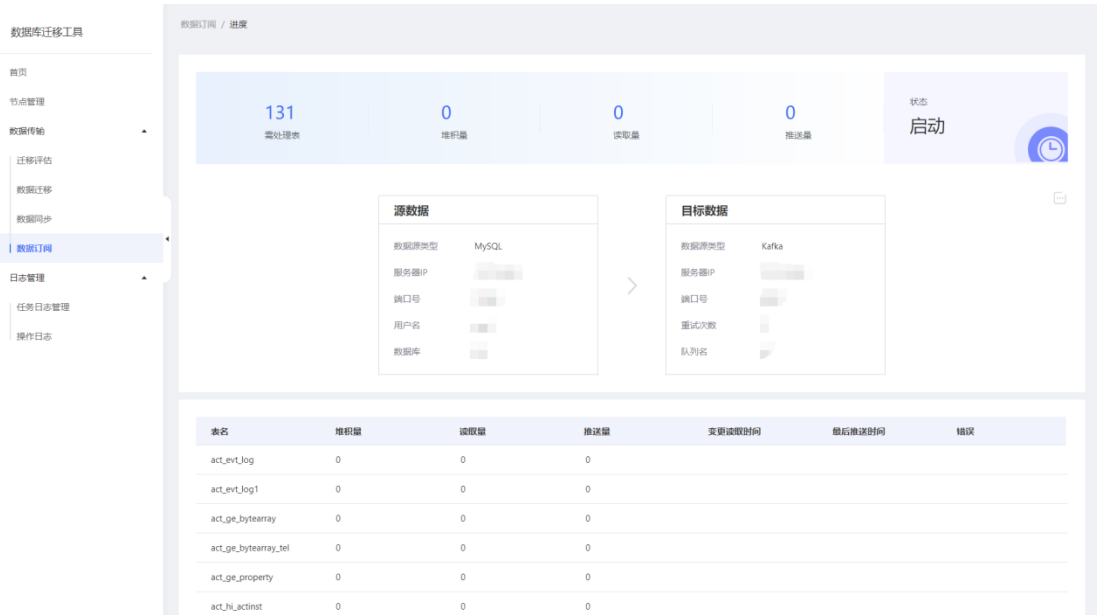 数据库迁移工具
数据订阅 / 进度
首页
节点管理
数据传输
迁移评估
数据迁移
数据同步
数据订阅
日志管理
任务日志管理
操作日志
131 0 0 0
需处理表 堆积量 读取量 推送量
状态
启动
源数据
数据源类型 MySQL
服务器IP
端口号
用户名
数据库
目标数据
数据源类型 Kafka
服务器IP
端口号
重试次数
队列名
表名 堆积量 读取量 推送量 变更读取时间 最后推送时间 错误
act_evt_log 0 0 0
act_evt_log1 0 0 0
act_ge_bytearray 0 0 0
act_ge_bytearray_tel 0 0 0
act_ge_property 0 0 0
act_hi_actinst 0 0 0